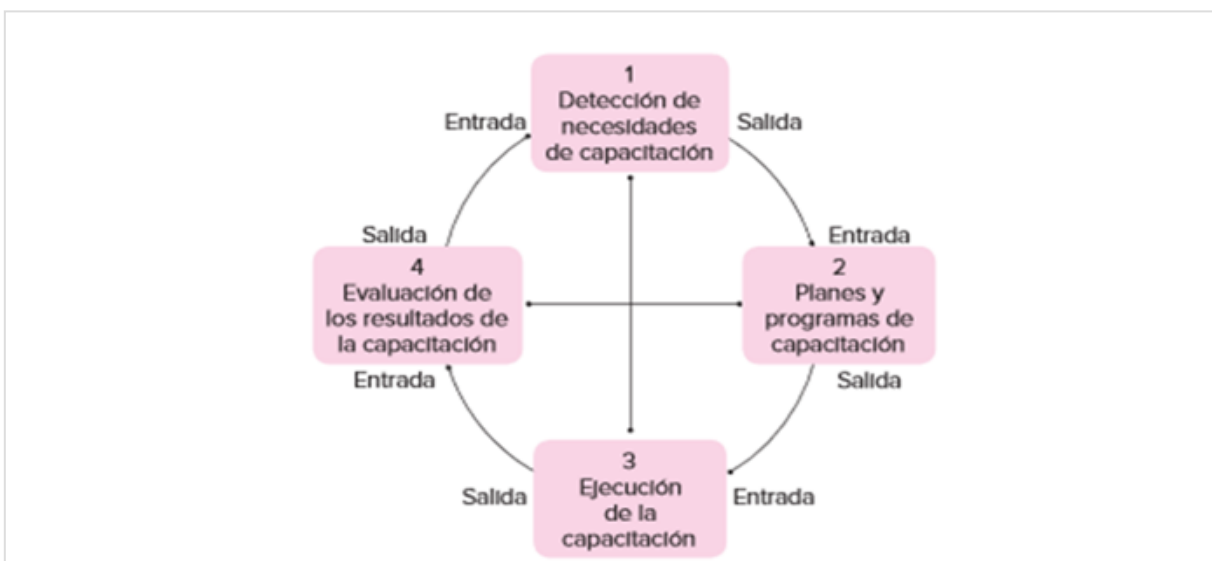 1
Detección de
necesidades
de capacitación
Entrada
Salida
Salida
Entrada
4
Evaluación de
los resultados de
la capacitación
2
Planes y
programas de
capacitación
Entrada
Salida
3
Ejecución
de la
capacitación
Salida
Entrada